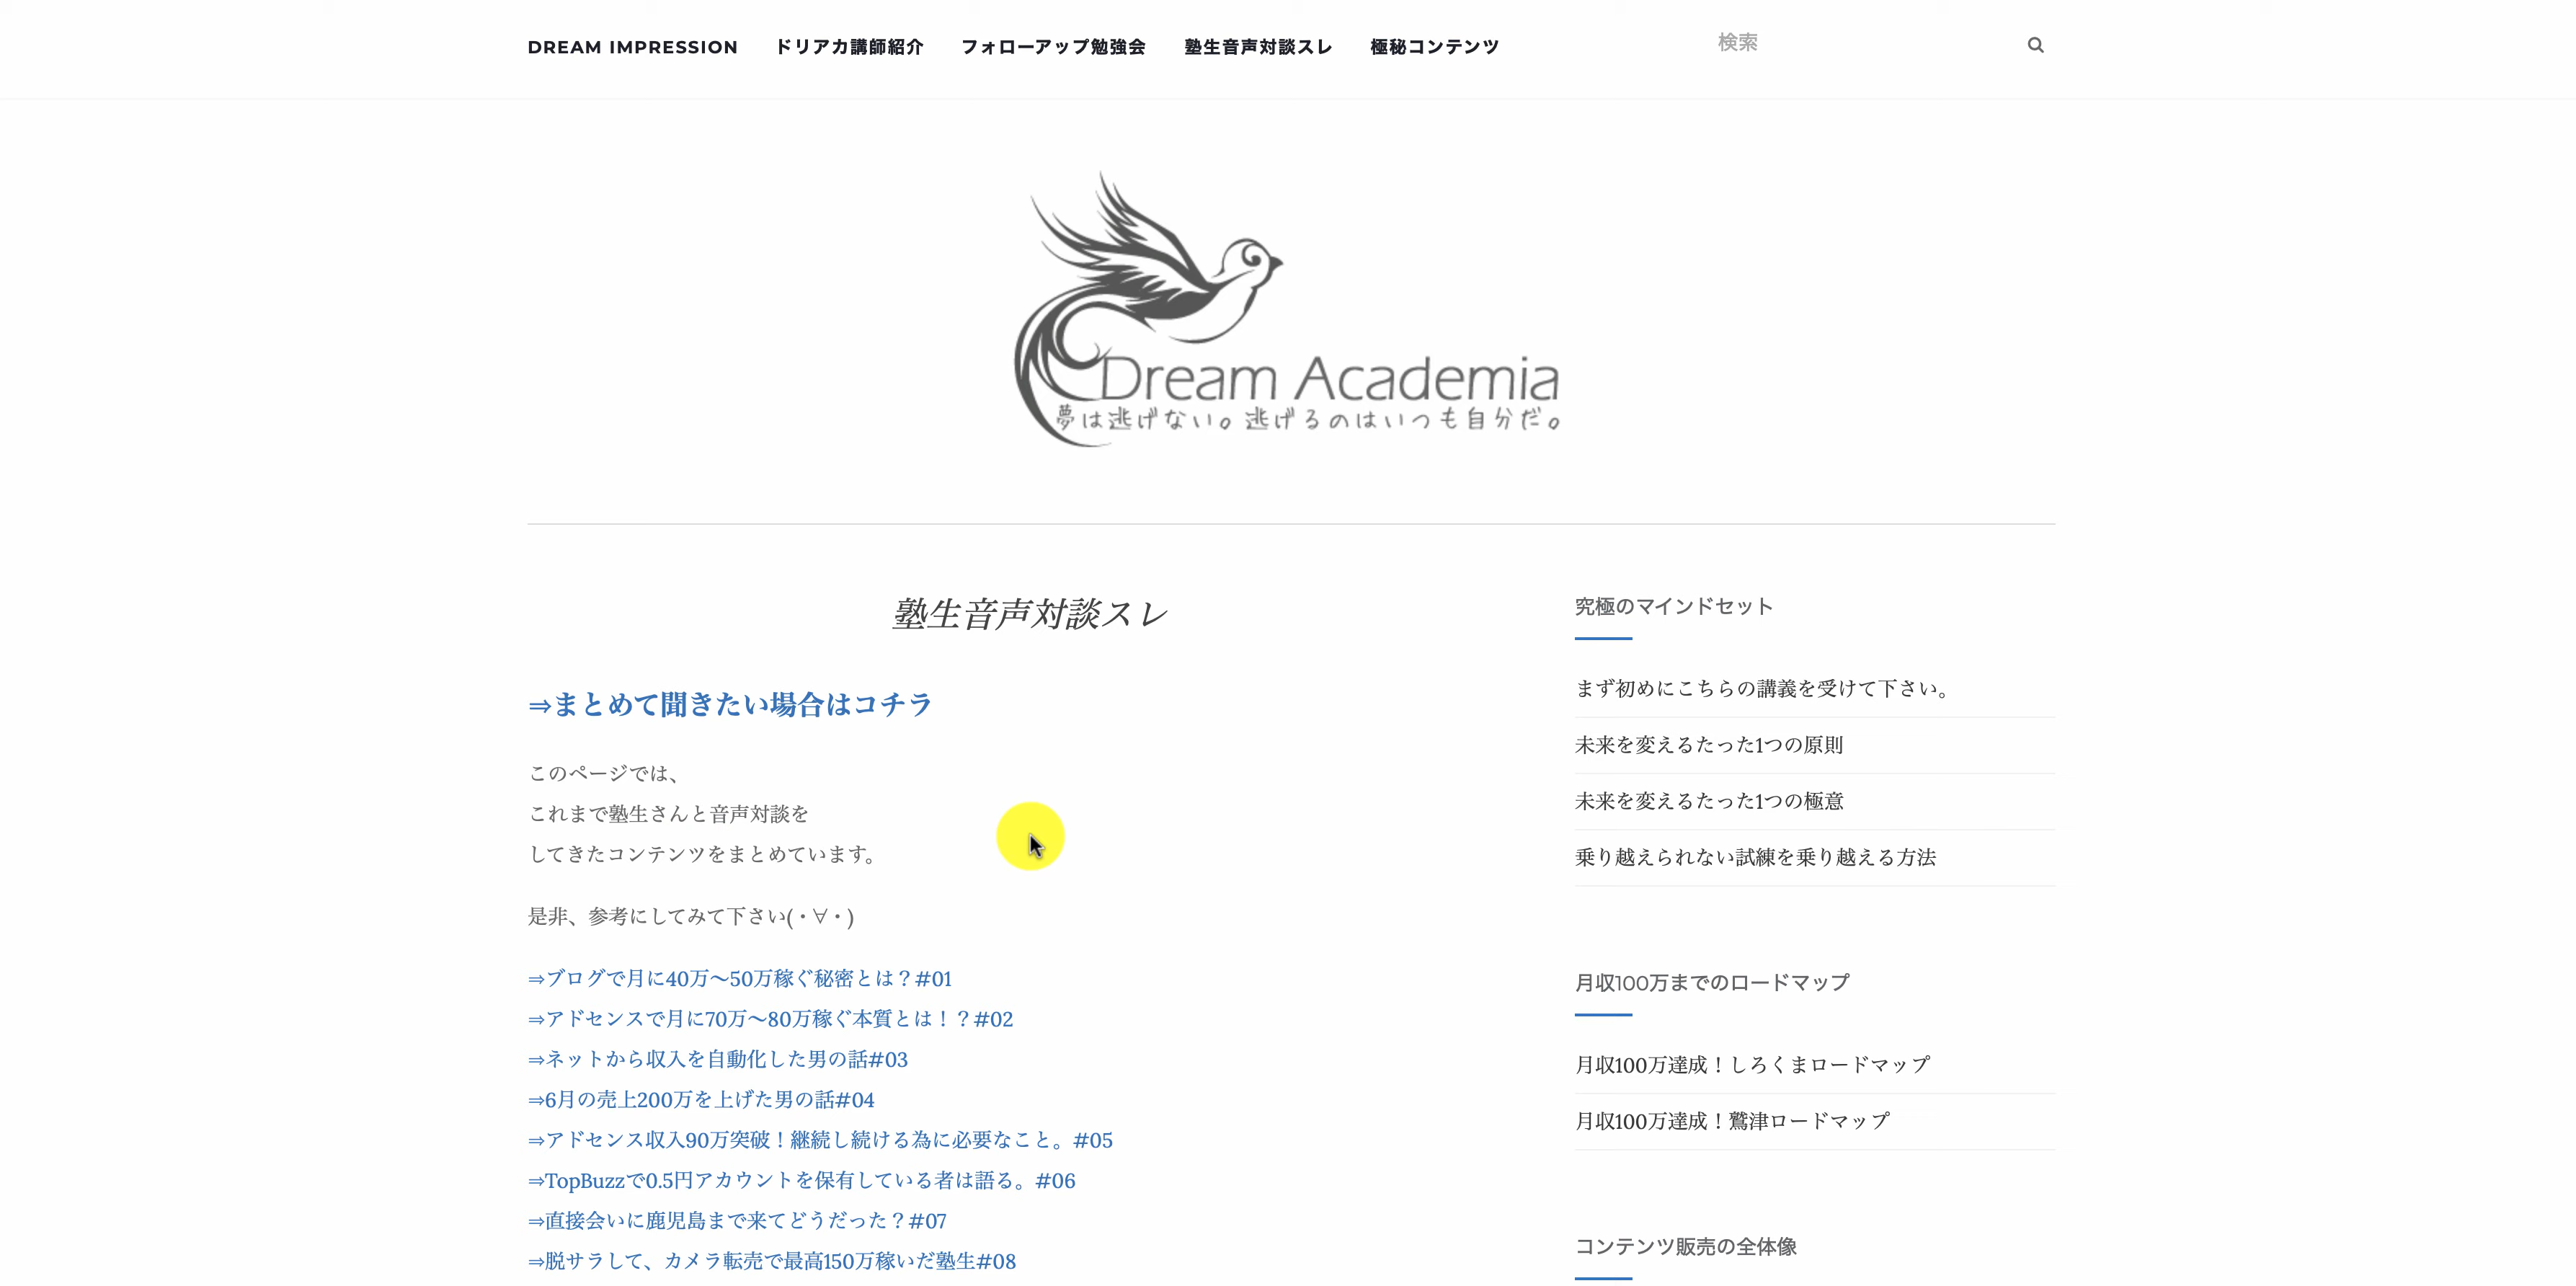 DREAM IMPRESSION ドリアカ講師紹介 フォローアップ勉強会 塾生音声対談スレ 極秘コンテンツ 検索
Dream Academia
夢は逃げない。逃げるのはいつも自分だ。
塾生音声対談スレ
⇒まとめて聞きたい場合はコチラ
このページでは、
これまで塾生さんと音声対談を
してきたコンテンツをまとめています。
是非、参考にしてみて下さい(・∀・)
⇒ブログで月に40万〜50万稼ぐ秘密とは？#01
⇒アドセンスで月に70万〜80万稼ぐ本質とは！？#02
⇒ネットから収入を自動化した男の話#03
⇒6月の売上200万を上げた男の話#04
⇒アドセンス収入90万突破！継続し続ける為に必要なこと。#05
⇒TopBuzzで0.5円アカウントを保有している者は語る。#06
⇒直接会いに鹿児島まで来てどうだった？#07
⇒脱サラして、カメラ転売で最高150万稼いだ塾生#08
究極のマインドセット
まず初めにこちらの講義を受けて下さい。
未来を変えるたった1つの原則
未来を変えるたった1つの極意
乗り越えられない試練を乗り越える方法
月収100万までのロードマップ
月収100万達成！しろくまロードマップ
月収100万達成！鷲津ロードマップ
コンテンツ販売の全体像